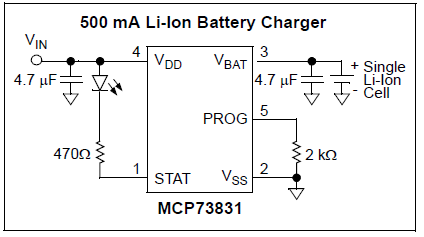 500 mA Li-Ion Battery Charger
VIN
4
VDD
VBAT
3
4.7 µF
4.7 µF
+ Single
Li-Ion
- Cell
PROG
5
470Ω
2 kΩ
1
STAT
VSS
2
MCP73831